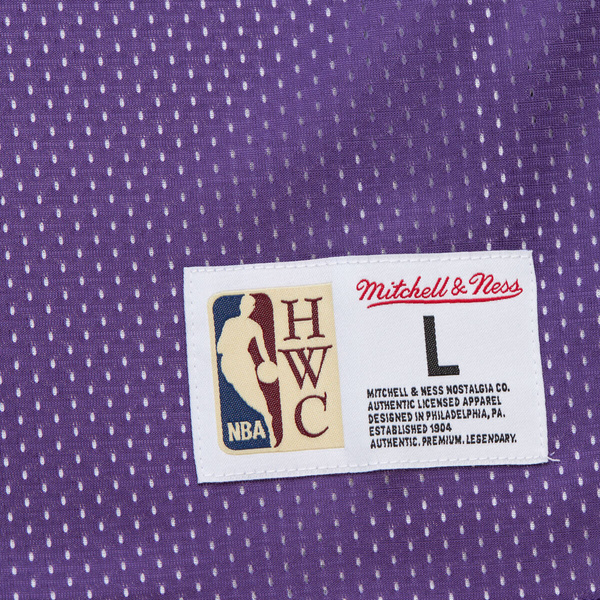 NBA
H
W
C
Mitchell & Ness
L
MITCHELL & NESS NOSTALGIA CO.
AUTHENTIC LICENSED APPAREL
DESIGNED IN PHILADELPHIA, PA.
ESTABLISHED 1904
AUTHENTIC. PREMIUM. LEGENDARY.